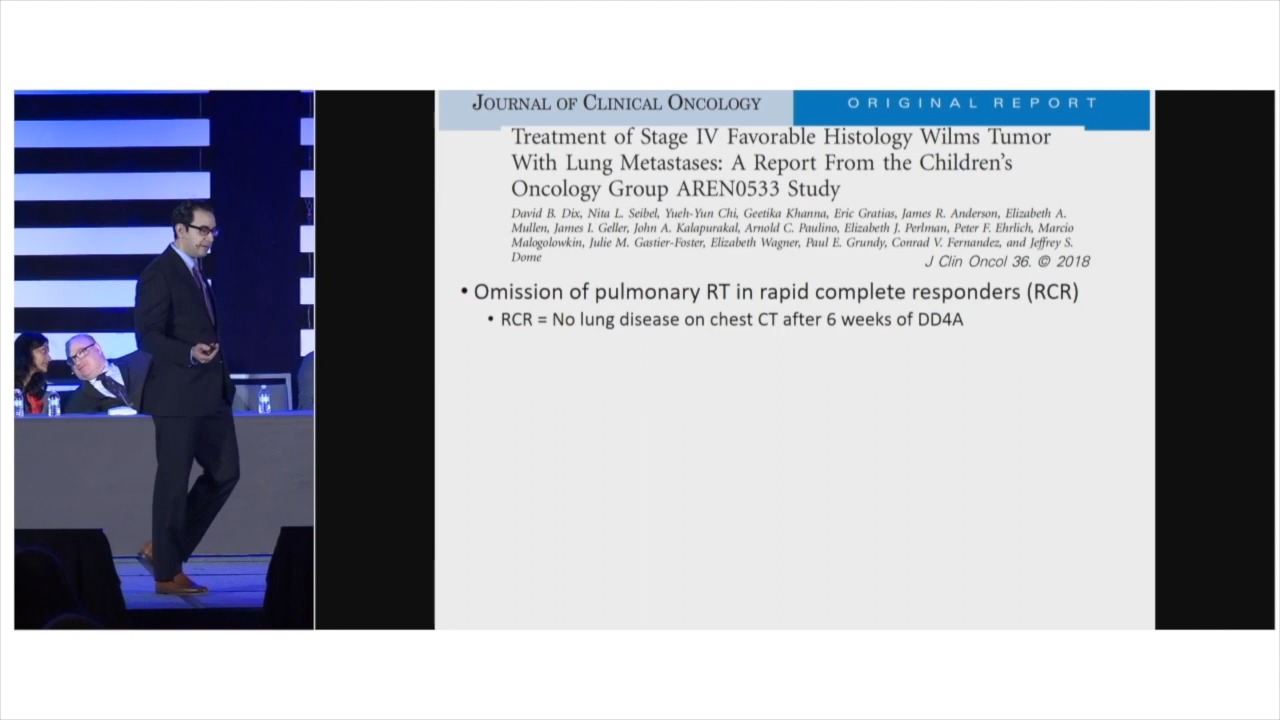 JOURNAL OF CLINICAL ONCOLOGY
ORIGINAL REPORT
Treatment of Stage IV Favorable Histology Wilms Tumor
With Lung Metastases: A Report From the Children's
Oncology Group AREN0533 Study
David B. Dix, Nita L. Seibel, Yueh-Yun Chi, Geetika Khanna, Eric Gratias, James R. Anderson, Elizabeth A.
Mullen, James I. Geller, John A. Kalapurakal, Arnold C. Paulino, Elizabeth J. Perlman, Peter F. Ehrlich, Marcio
Malogolowkin, Julie M. Gastier-Foster, Elizabeth Wagner, Paul E. Grundy, Conrad V. Fernandez, and Jeffrey S.
Dome
J Clin Oncol 36. © 2018
• Omission of pulmonary RT in rapid complete responders (RCR)
• RCR = No lung disease on chest CT after 6 weeks of DD4A